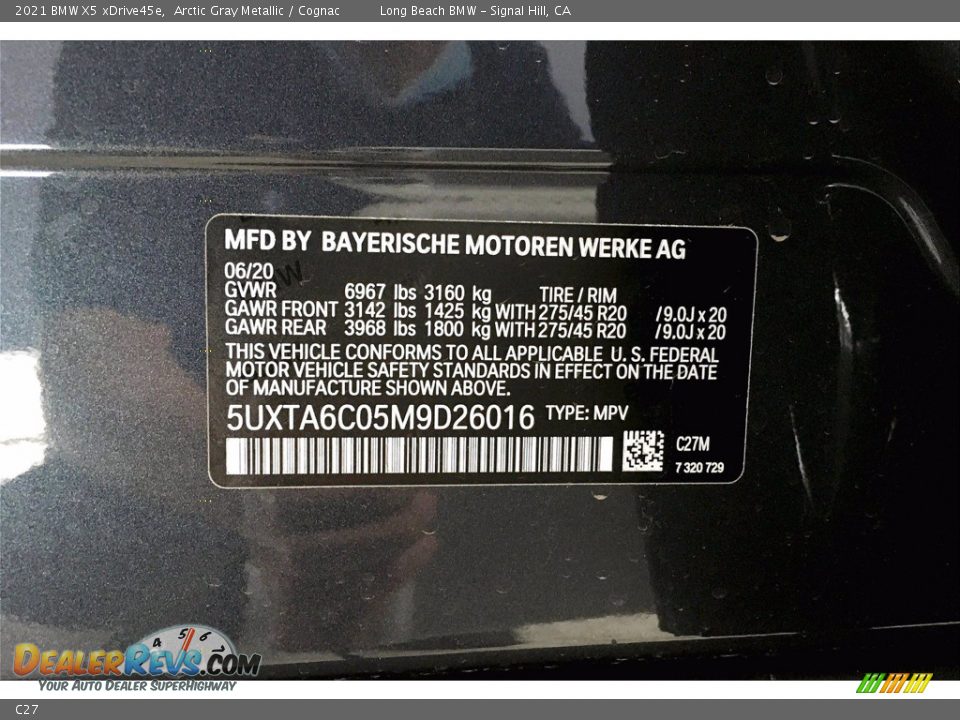 2021 BMW X5 xDrive45e, Arctic Gray Metallic / Cognac Long Beach BMW - Signal Hill, CA
MFD BY BAYERISCHE MOTOREN WERKE AG
06/20 W
GVWR 6967 lbs 3160 kg TIRE / RIM
GAWR FRONT 3142 lbs 1425 kg WITH 275/45 R20 / 9.0J x 20
GAWR REAR 3968 lbs 1800 kg WITH 275/45 R20 / 9.0J x 20
THIS VEHICLE CONFORMS TO ALL APPLICABLE U. S. FEDERAL
MOTOR VEHICLE SAFETY STANDARDS IN EFFECT ON THE DATE
OF MANUFACTURE SHOWN ABOVE.
5UXTA6C05M9D26016 TYPE: MPV
C27M
7 320 729
4 5 6
DEALERREVS.COM
YOUR AUTO DEALER SUPERHIGHWAY
C27